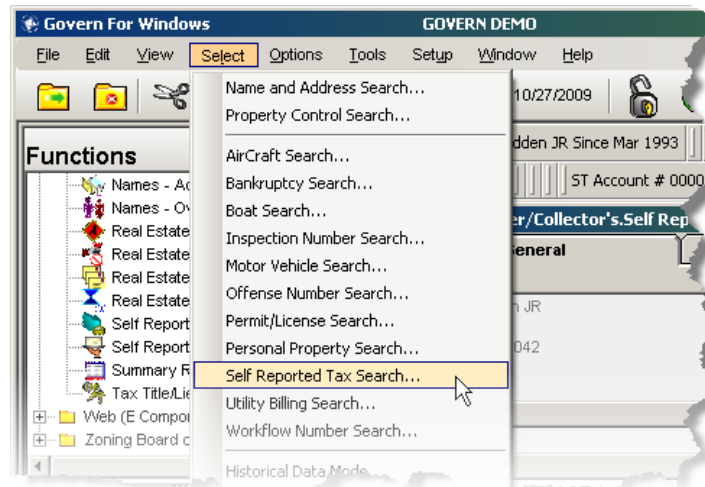 Govern For Windows GOVERN DEMO
File Edit View Select Options Tools Setup Window Help
Name and Address Search...
Property Control Search...
10/27/2009
AirCraft Search...
Bankruptcy Search...
Boat Search...
Inspection Number Search...
Motor Vehicle Search...
Offense Number Search...
Permit/License Search...
Personal Property Search...
Self Reported Tax Search...
Utility Billing Search...
Workflow Number Search...
Historical Data Mode
Functions
Names - Ac
Names - Ov
Real Estate
Real Estate
Real Estate
Real Estate
Self Report
Self Report
Summary R
Tax Title/Lie
Web (E Compo
Zoning Board o
dden JR Since Mar 1993
ST Account # 0000
er/Collector's.Self Rep
eneral
n JR
042